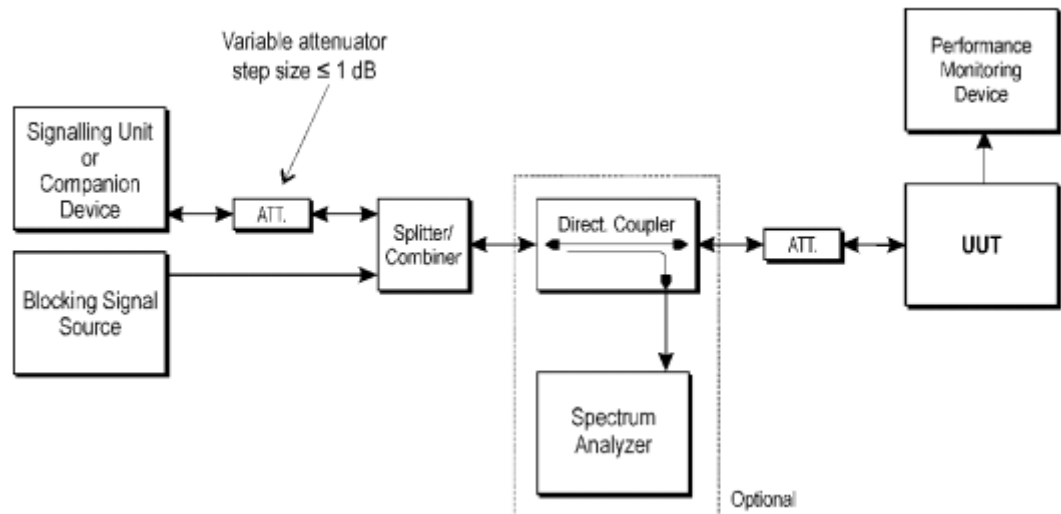 Variable attenuator
step size ≤ 1 dB
Performance
Monitoring
Device
Signalling Unit
or
Companion
Device
ATT.
Splitter/
Combiner
Direct. Coupler
ATT.
UUT
Blocking Signal
Source
Spectrum
Analyzer
Optional